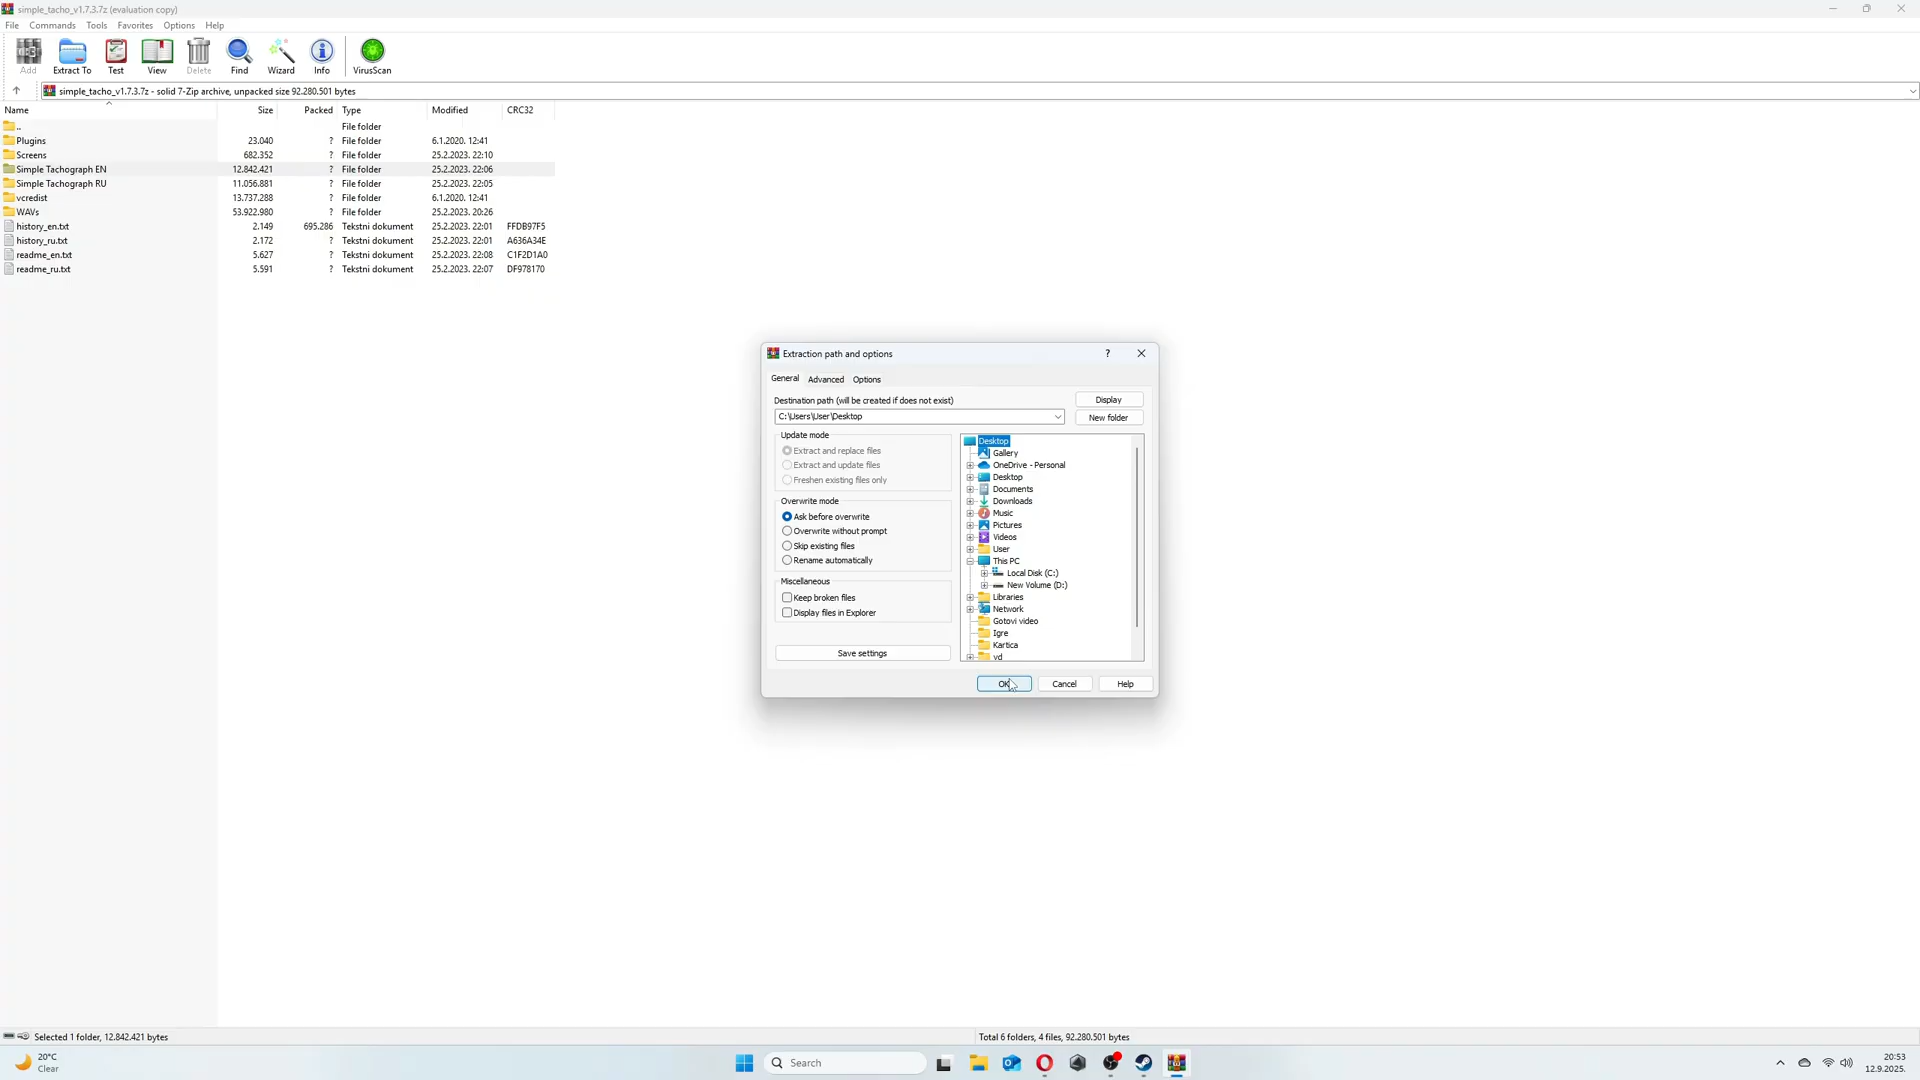 simple_tacho_v1.7.3.7z (evaluation copy)
File Commands Tools Favorites Options Help
Add Extract To Test View Delete Find Wizard Info VirusScan
simple_tacho_v1.7.3.7z - solid 7-Zip archive, unpacked size 92.280.501 bytes
Name Size Packed Type Modified CRC32
.. File folder
Plugins 23.040 ? File folder 6.1.2020. 12:41
Screens 682.352 ? File folder 25.2.2023. 22:10
Simple Tachograph EN 12.842.421 ? File folder 25.2.2023. 22:06
Simple Tachograph RU 11.056.881 ? File folder 25.2.2023. 22:05
vcredist 13.737.288 ? File folder 6.1.2020. 12:41
WAVs 53.922.980 ? File folder 25.2.2023. 20:26
history_en.txt 2.149 695.286 Tekstni dokument 25.2.2023. 22:01 FFDB97F5
history_ru.txt 2.172 ? Tekstni dokument 25.2.2023. 22:01 A636A34E
readme_en.txt 5.627 ? Tekstni dokument 25.2.2023. 22:08 C1F2D1A0
readme_ru.txt 5.591 ? Tekstni dokument 25.2.2023. 22:07 DF978170
Extraction path and options ?
General Advanced Options
Destination path (will be created if does not exist)
C:\Users\User\Desktop
Display
New folder
Update mode
Extract and replace files
Extract and update files
Freshen existing files only
Overwrite mode
Ask before overwrite
Overwrite without prompt
Skip existing files
Rename automatically
Miscellaneous
Keep broken files
Display files in Explorer
Save settings
Desktop
Gallery
OneDrive - Personal
Desktop
Documents
Downloads
Music
Pictures
Videos
User
This PC
Local Disk (C:)
New Volume (D:)
Libraries
Network
Gotovi video
Igre
Kartica
vd
OK Cancel Help
Selected 1 folder, 12.842.421 bytes
Total 6 folders, 4 files, 92.280.501 bytes
20°C
Clear
Search
20:53
12.9.2025.